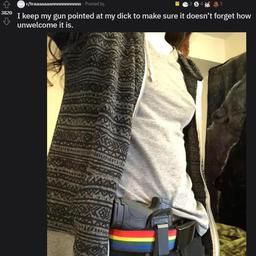 Posted by
3820
I keep my gun pointed at my dick to make sure it doesn't forget how
unwelcome it is.